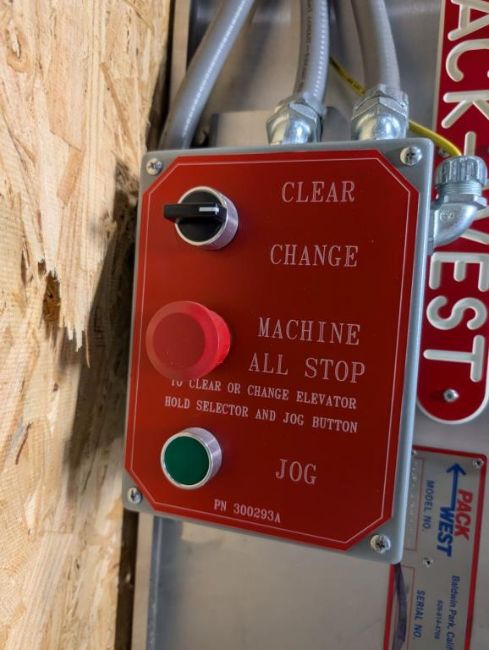 CLEAR
CHANGE
MACHINE
ALL STOP
TO CLEAR OR CHANGE ELEVATOR
HOLD SELECTOR AND JOG BUTTON
JOG
PN 300293A
ACK-WEST
PACK
WEST
MODEL NO.
Baldwin Park, Cali
SERIAL NO.